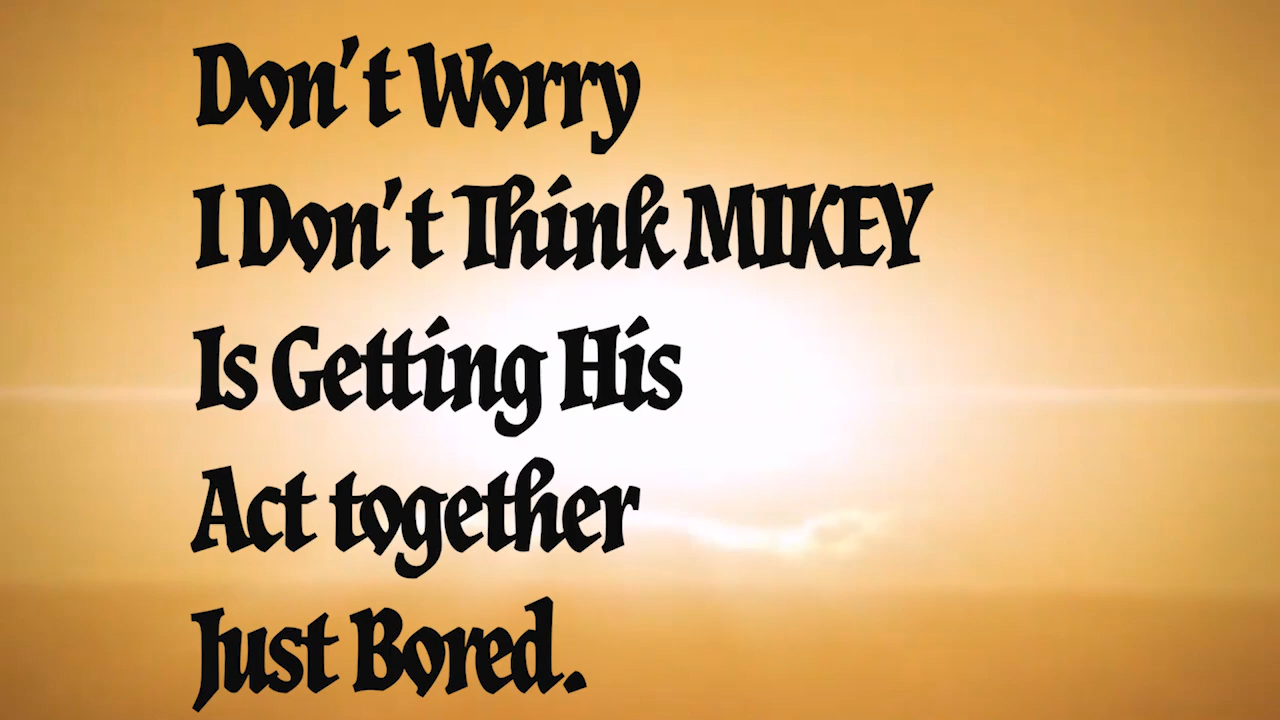 Don't Worry
I Don't Think MIKEY
Is Getting His
Act together
Just Bored.